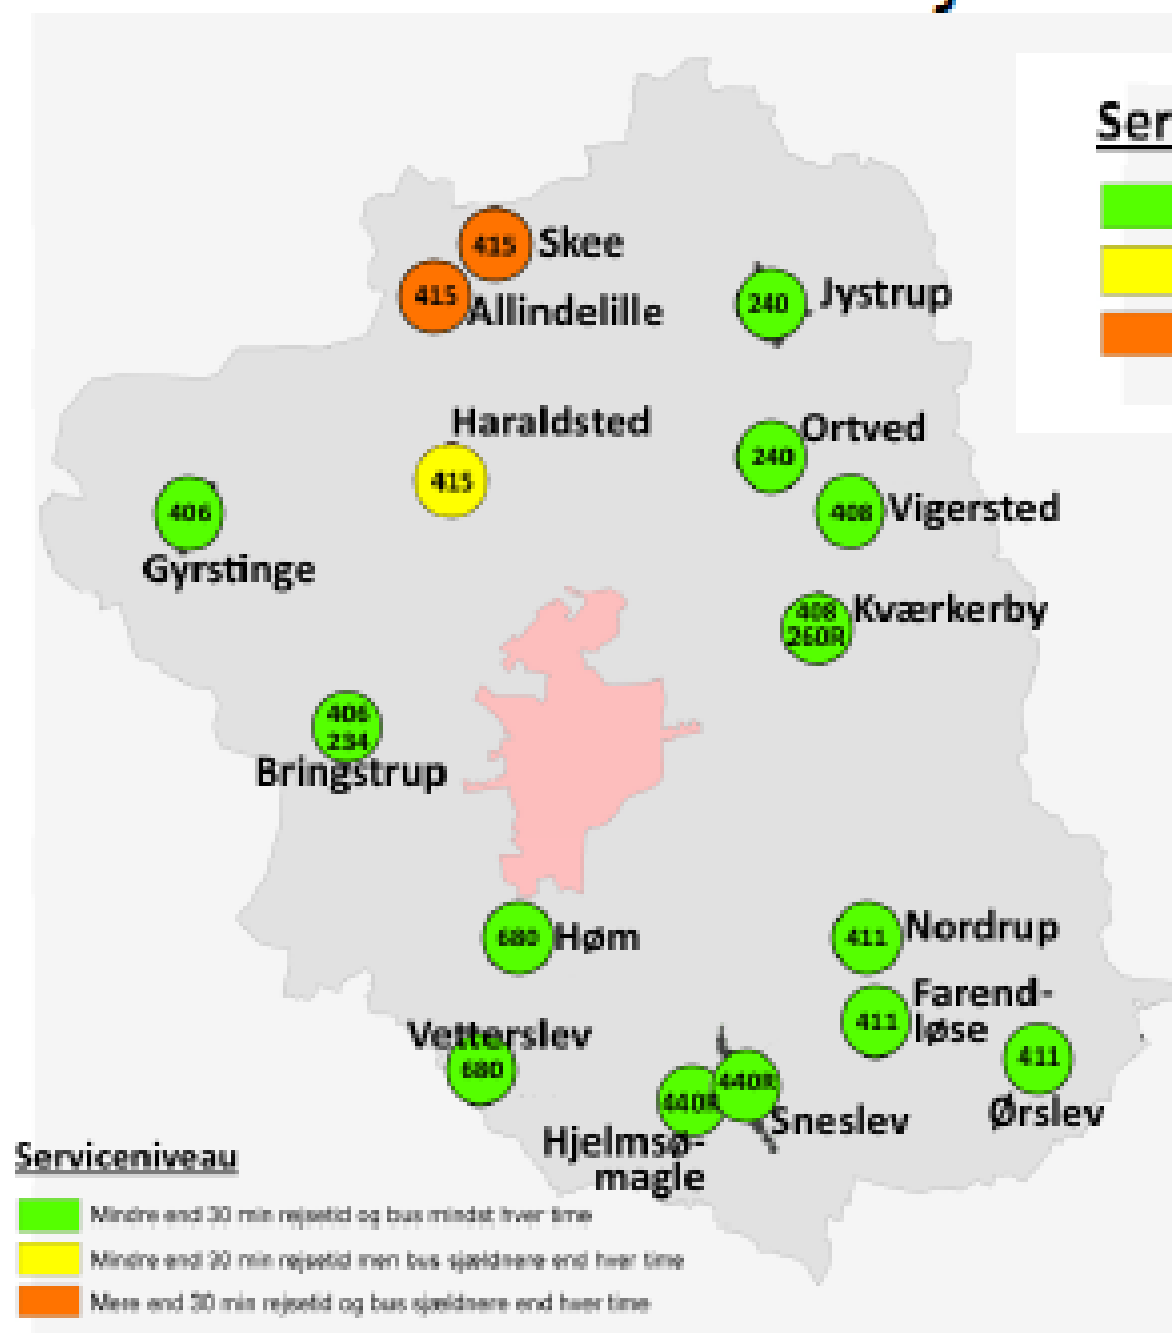 Ser
415 Skee
415 Allindelille
240 Jystrup
Haraldsted
415
Ortved
240
408 Vigersted
406
Gyrstinge
408 Kværkerby
260R
406
234
Bringstrup
680 Høm
411 Nordrup
411 Farend-
løse
411
Ørslev
Vetterslev
680
440R
440R
Sneslev
Hjelmsø-
magle
Serviceniveau
Mindre end 30 min rejsetid og bus mindst hver time
Mindre end 30 min rejsetid men bus sjældnere end hver time
Mere end 30 min rejsetid og bus sjældnere end hver time